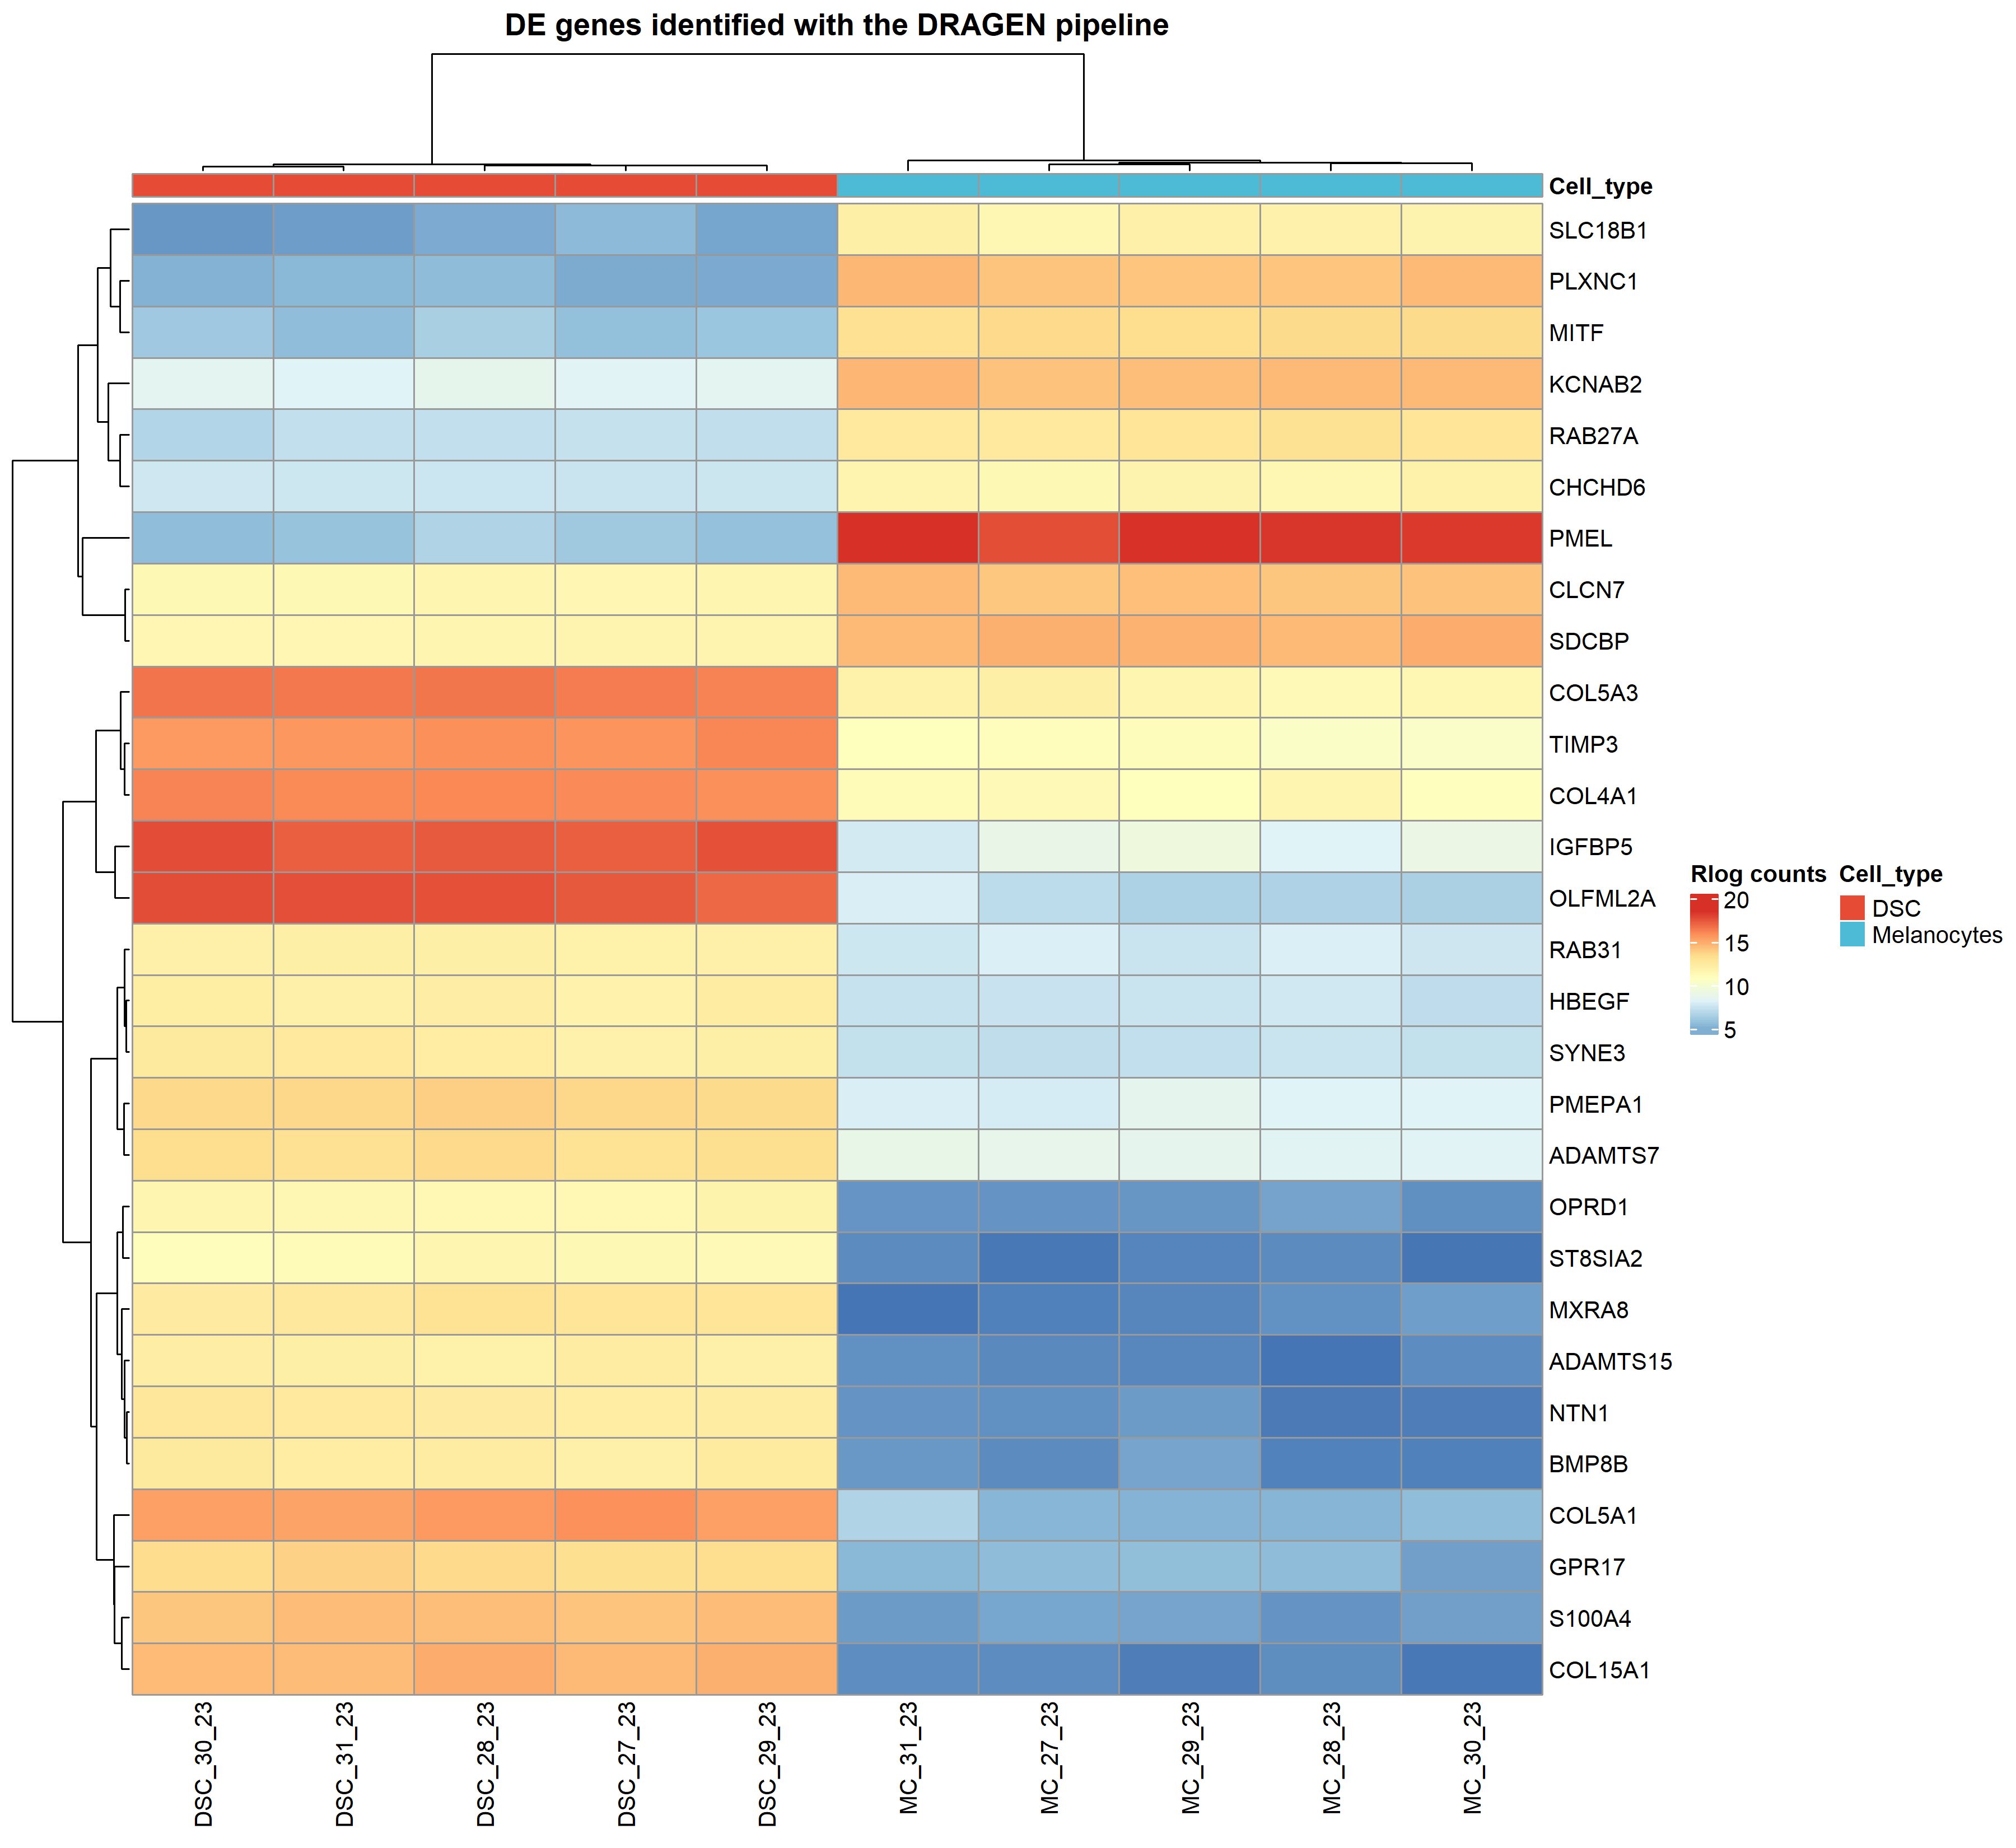 DE genes identified with the DRAGEN pipeline
Cell_type
SLC18B1
PLXNC1
MITF
KCNAB2
RAB27A
CHCHD6
PMEL
CLCN7
SDCBP
COL5A3
TIMP3
COL4A1
IGFBP5
OLFML2A
RAB31
HBEGF
SYNE3
PMEPA1
ADAMTS7
OPRD1
ST8SIA2
MXRA8
ADAMTS15
NTN1
BMP8B
COL5A1
GPR17
S100A4
COL15A1
DSC_30_23
DSC_31_23
DSC_28_23
DSC_27_23
DSC_29_23
MC_31_23
MC_27_23
MC_29_23
MC_28_23
MC_30_23
Rlog counts
20
15
10
5
Cell_type
DSC
Melanocytes